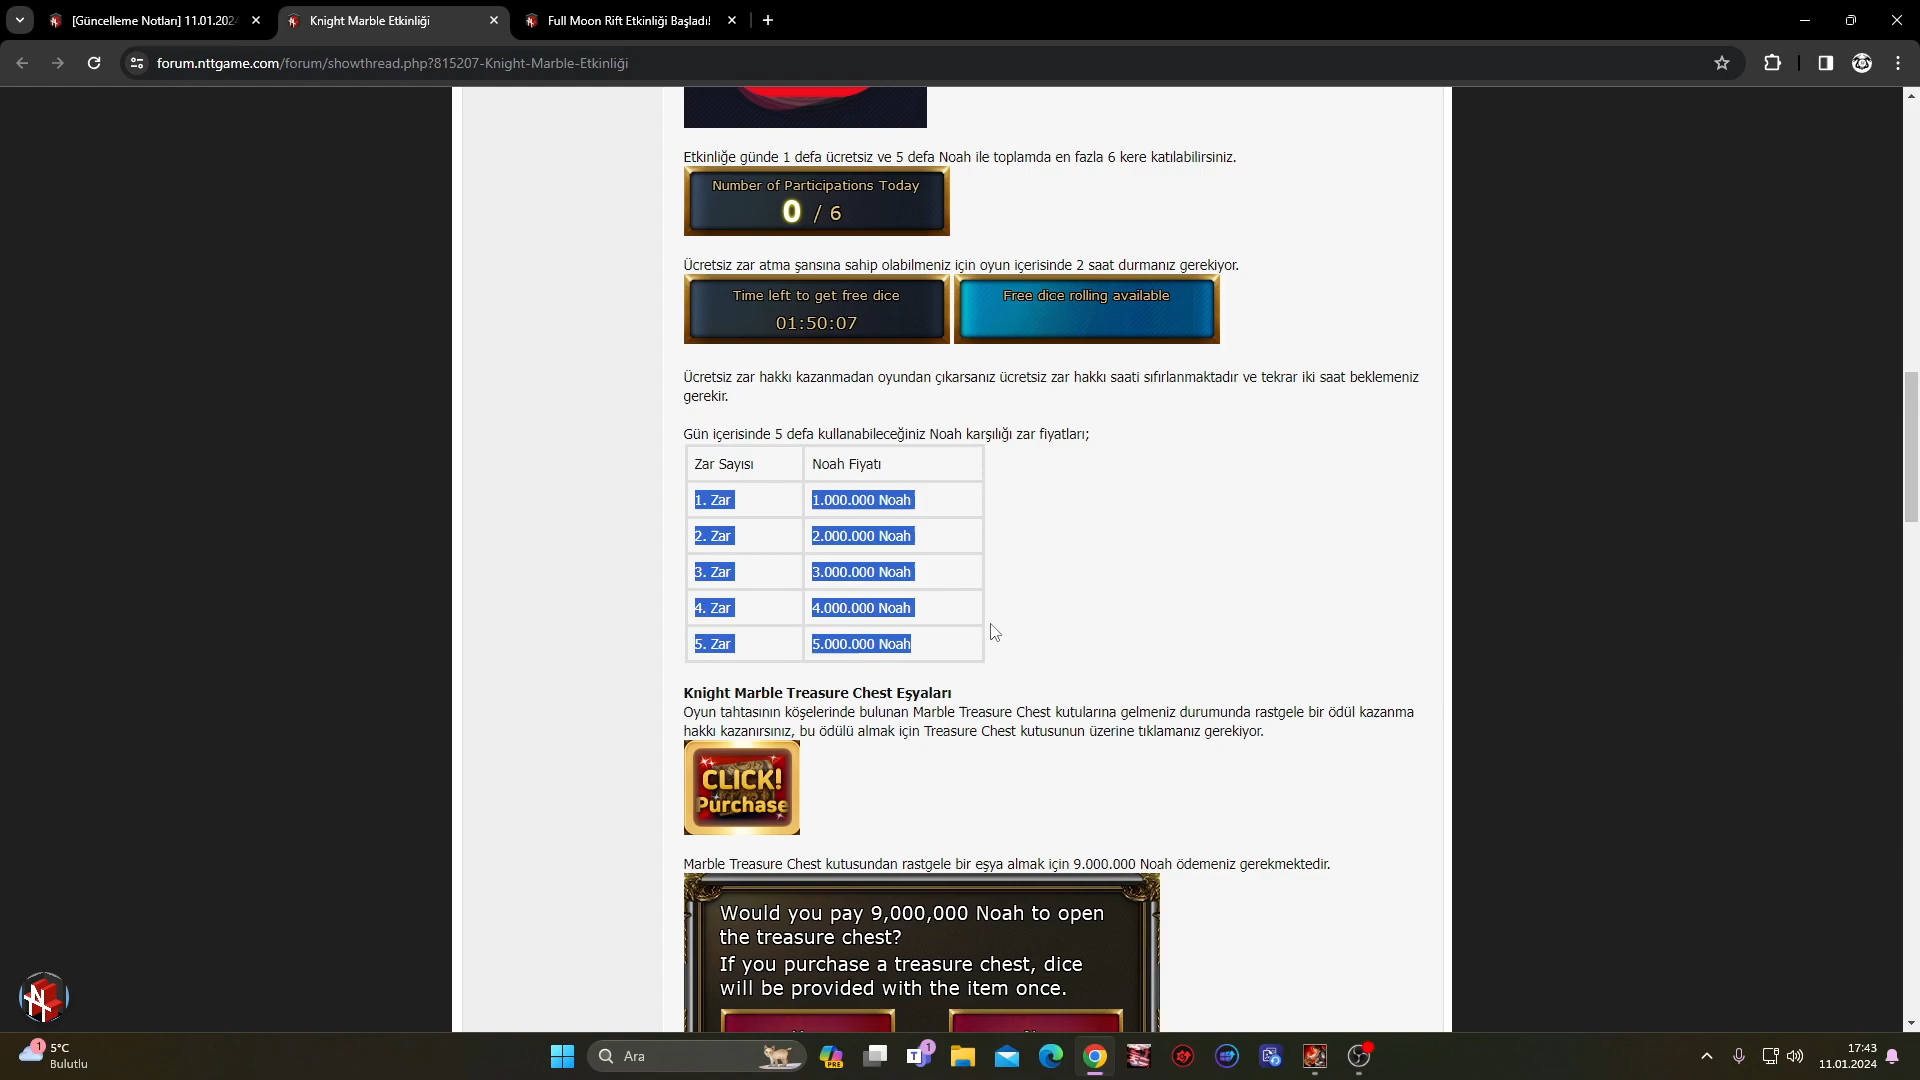 [Güncelleme Notları] 11.01.2024
Knight Marble Etkinliği
Full Moon Rift Etkinliği Başladı!
forum.nttgame.com/forum/showthread.php?815207-Knight-Marble-Etkinliği
Etkinliğe günde 1 defa ücretsiz ve 5 defa Noah ile toplamda en fazla 6 kere katılabilirsiniz.
Number of Participations Today
0 / 6
Ücretsiz zar atma şansına sahip olabilmeniz için oyun içerisinde 2 saat durmanız gerekiyor.
Time left to get free dice
01:50:07
Free dice rolling available
Ücretsiz zar hakkı kazanmadan oyundan çıkarsanız ücretsiz zar hakkı saati sıfırlanmaktadır ve tekrar iki saat beklemeniz
gerekir.
Gün içerisinde 5 defa kullanabileceğiniz Noah karşılığı zar fiyatları;
Zar Sayısı Noah Fiyatı
1. Zar 1.000.000 Noah
2. Zar 2.000.000 Noah
3. Zar 3.000.000 Noah
4. Zar 4.000.000 Noah
5. Zar 5.000.000 Noah
Knight Marble Treasure Chest Eşyaları
Oyun tahtasının köşelerinde bulunan Marble Treasure Chest kutularına gelmeniz durumunda rastgele bir ödül kazanma
hakkı kazanırsınız, bu ödülü almak için Treasure Chest kutusunun üzerine tıklamanız gerekiyor.
CLICK!
Purchase
Marble Treasure Chest kutusundan rastgele bir eşya almak için 9.000.000 Noah ödemeniz gerekmektedir.
Would you pay 9,000,000 Noah to open
the treasure chest?
If you purchase a treasure chest, dice
will be provided with the item once.
1
5°C
Bulutlu
Ara
PRE
1
17:43
11.01.2024